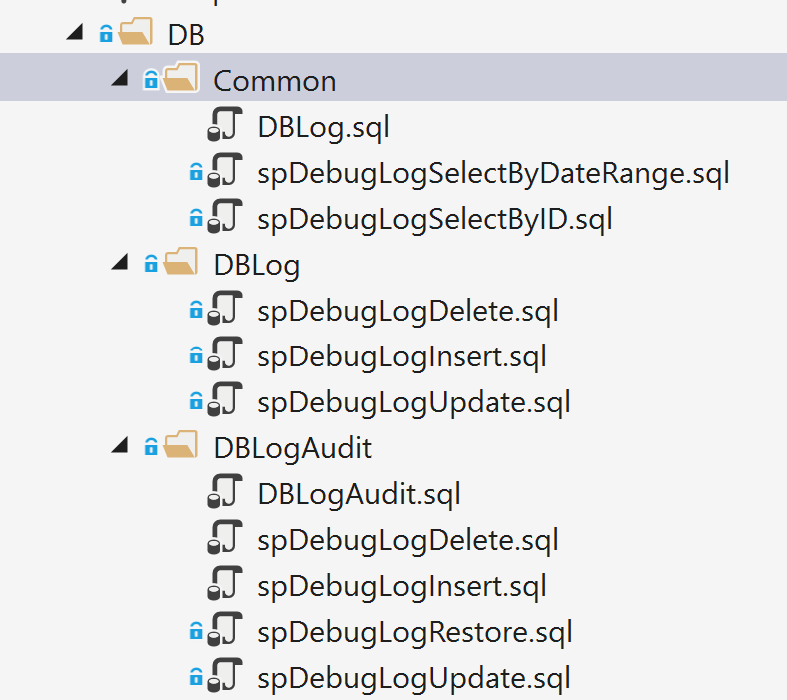 DB
Common
DBLog.sql
spDebugLogSelectByDateRange.sql
spDebugLogSelectByID.sql
DBLog
spDebugLogDelete.sql
spDebugLogInsert.sql
spDebugLogUpdate.sql
DBLogAudit
DBLogAudit.sql
spDebugLogDelete.sql
spDebugLogInsert.sql
spDebugLogRestore.sql
spDebugLogUpdate.sql